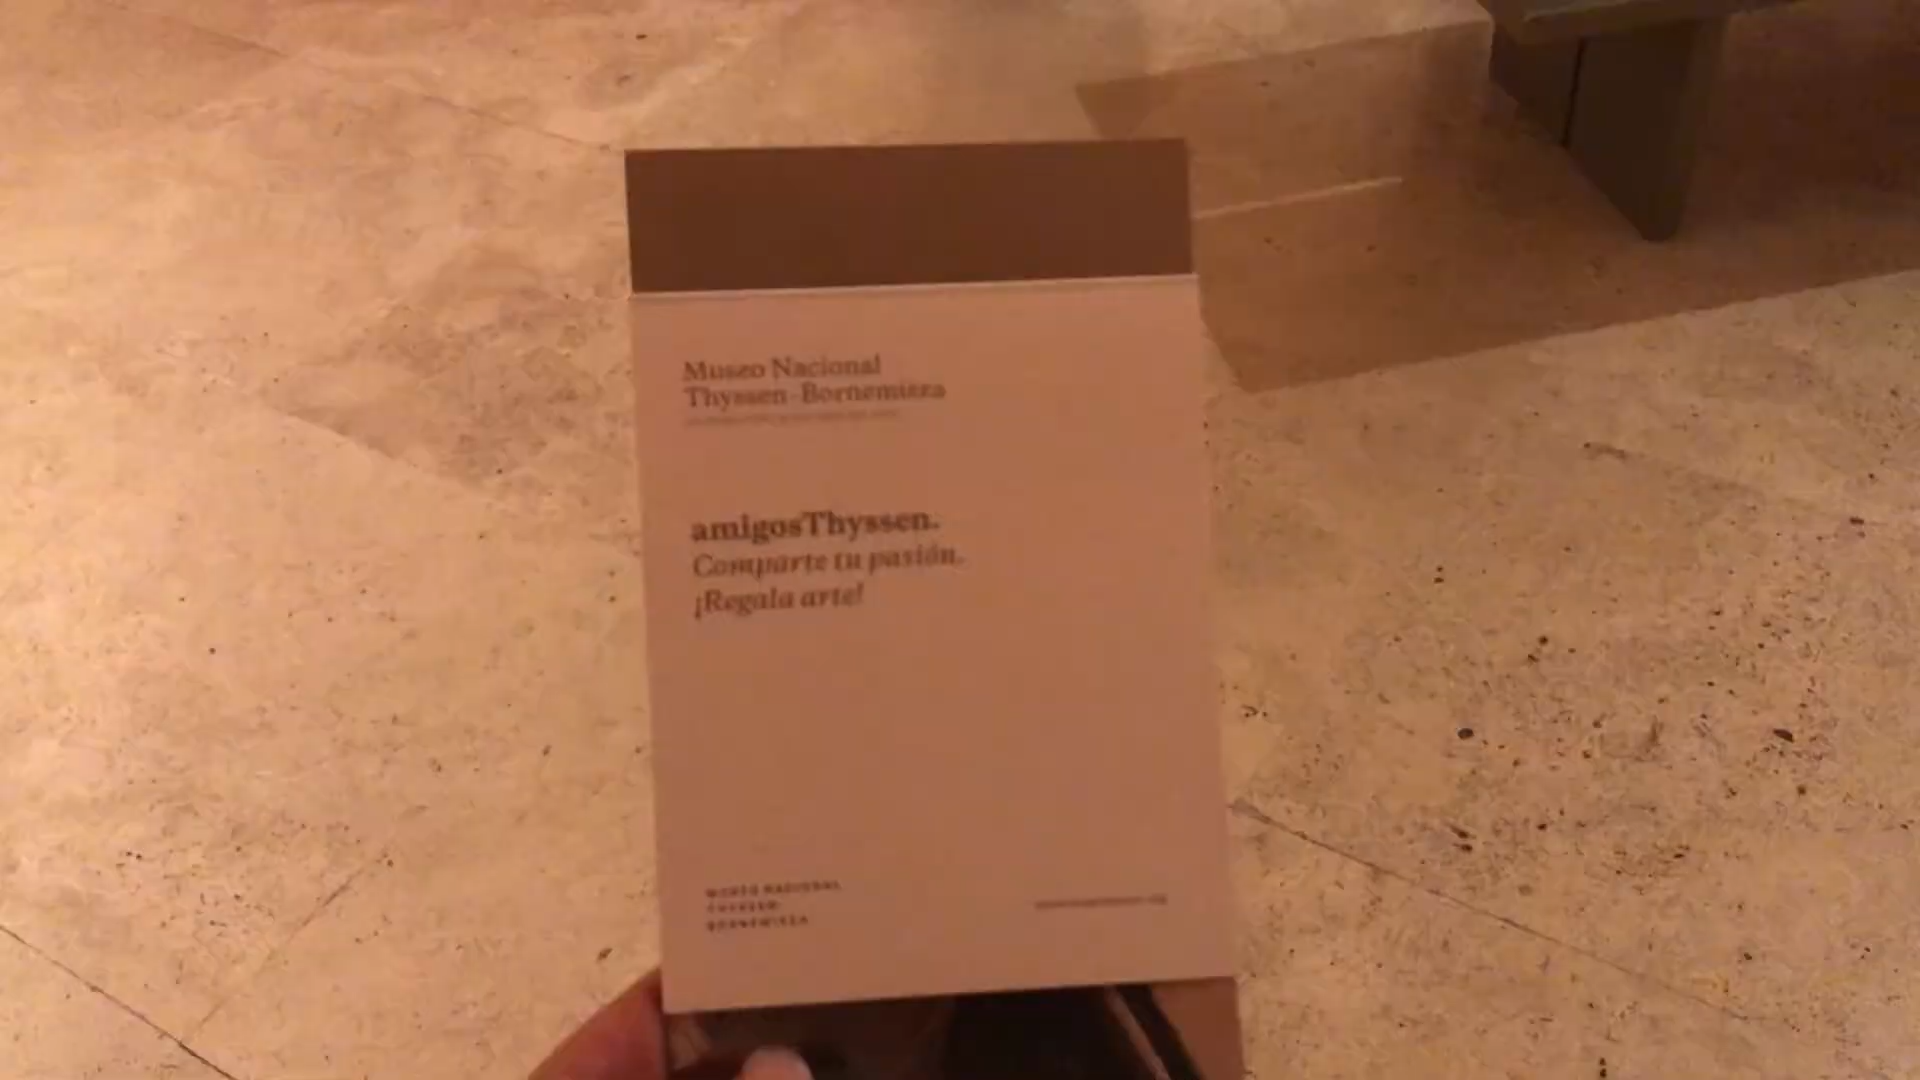 Museo Nacional
Thyssen-Bornemisza
amigosThyssen.
Comparte tu pasión.
¡Regala arte!
MUSEO NACIONAL
THYSSEN-
BORNEMISZA